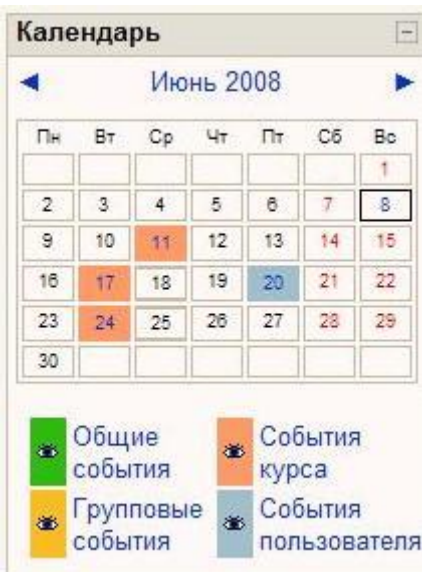 Календарь
Июнь 2008
Пн Вт Ср Чт Пт Сб Вс
1
2 3 4 5 6 7 8
9 10 11 12 13 14 15
16 17 18 19 20 21 22
23 24 25 26 27 28 29
30
Общие события
События курса
Групповые события
События пользователя